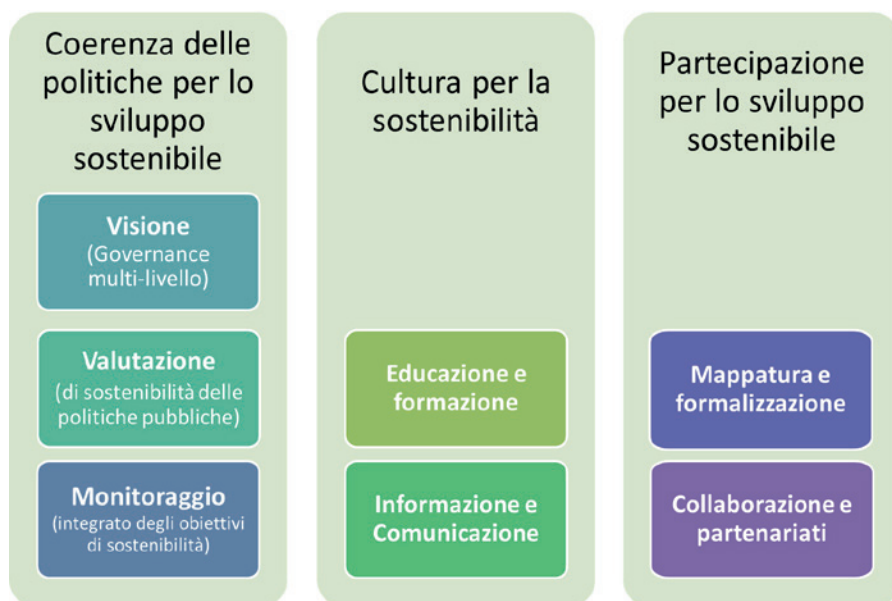 Coerenza delle
politiche per lo
sviluppo
sostenibile
Visione
(Governance
multi-livello)
Valutazione
(di sostenibilità delle
politiche pubbliche)
Monitoraggio
(integrato degli obiettivi
di sostenibilità)
Cultura per la
sostenibilità
Educazione e
formazione
Informazione e
Comunicazione
Partecipazione
per lo sviluppo
sostenibile
Mappatura e
formalizzazione
Collaborazione e
partenariati